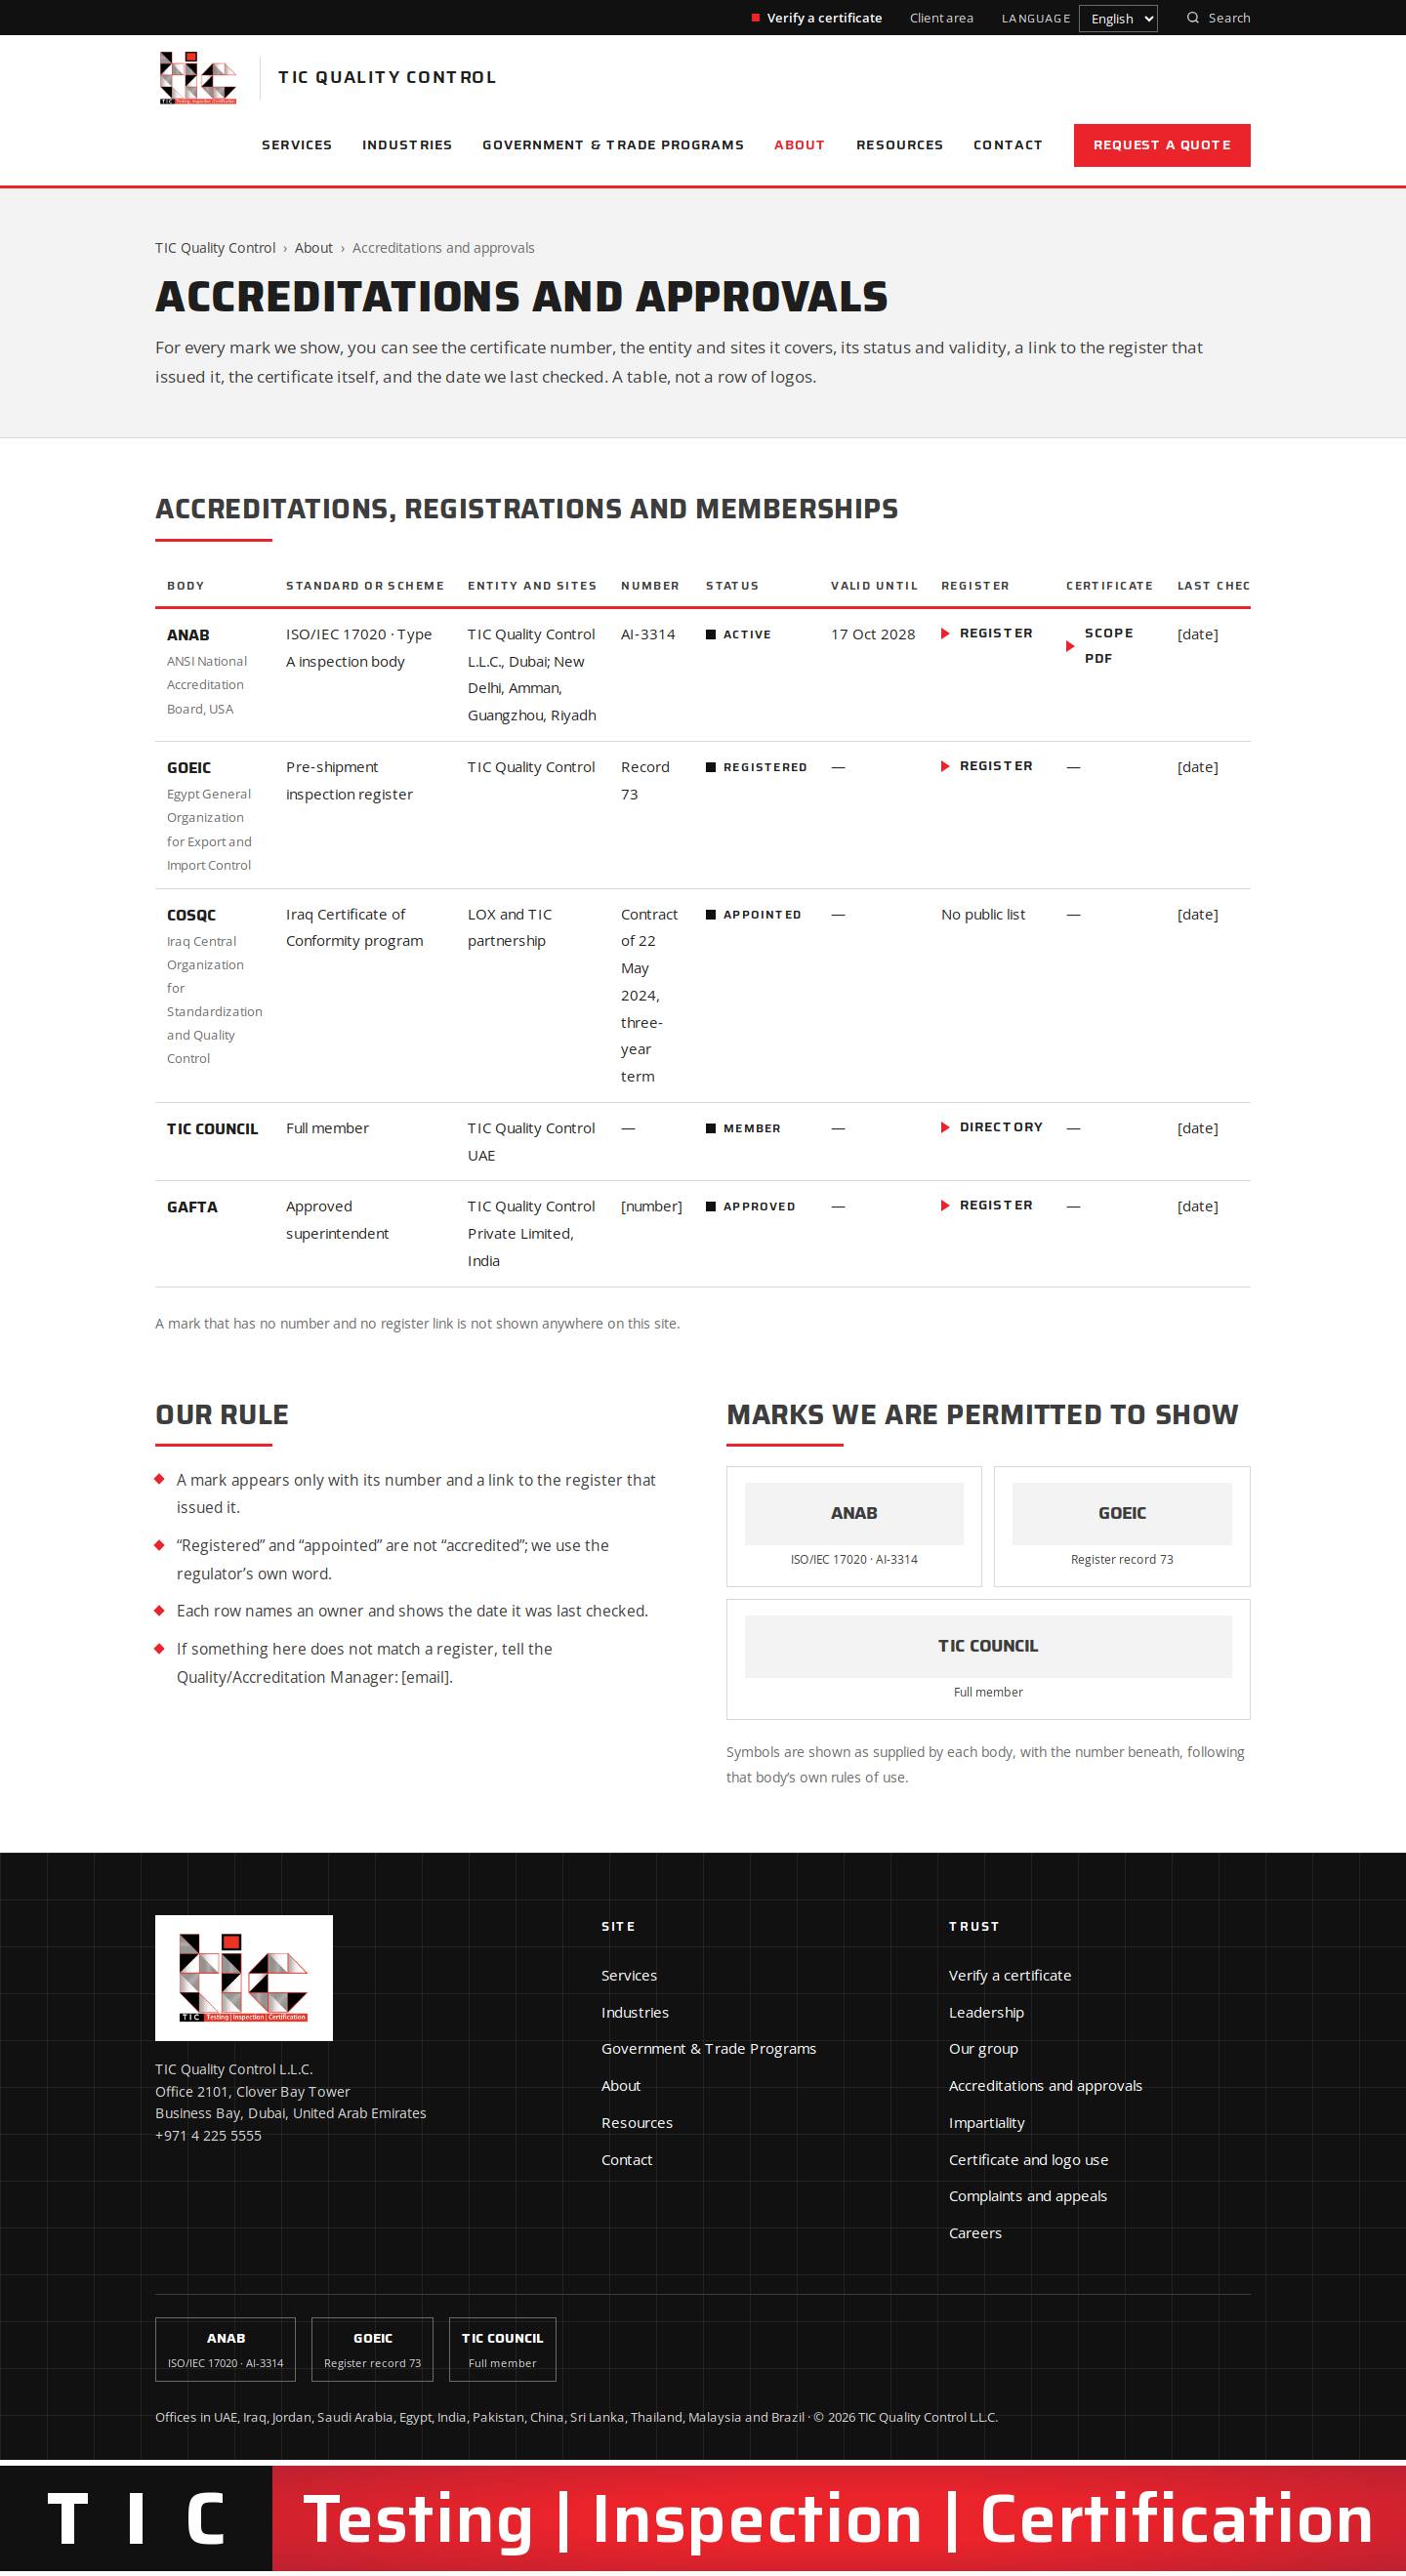 Verify a certificate Client area LANGUAGE English Search
tic
TIC Testing | Inspection | Certification
TIC QUALITY CONTROL
SERVICES INDUSTRIES GOVERNMENT & TRADE PROGRAMS ABOUT RESOURCES CONTACT REQUEST A QUOTE
TIC Quality Control › About › Accreditations and approvals
ACCREDITATIONS AND APPROVALS
For every mark we show, you can see the certificate number, the entity and sites it covers, its status and validity, a link to the register that
issued it, the certificate itself, and the date we last checked. A table, not a row of logos.
ACCREDITATIONS, REGISTRATIONS AND MEMBERSHIPS
BODY STANDARD OR SCHEME ENTITY AND SITES NUMBER STATUS VALID UNTIL REGISTER CERTIFICATE LAST CHEC
ANAB
ANSI National
Accreditation
Board, USA
ISO/IEC 17020 · Type
A inspection body
TIC Quality Control
L.L.C., Dubai; New
Delhi, Amman,
Guangzhou, Riyadh
AI-3314
ACTIVE
17 Oct 2028
REGISTER
SCOPE
PDF
[date]
GOEIC
Egypt General
Organization
for Export and
Import Control
Pre-shipment
inspection register
TIC Quality Control
Record
73
REGISTERED
—
REGISTER
—
[date]
COSQC
Iraq Central
Organization
for
Standardization
and Quality
Control
Iraq Certificate of
Conformity program
LOX and TIC
partnership
Contract
of 22
May
2024,
three-
year
term
APPOINTED
—
No public list
—
[date]
TIC COUNCIL
Full member
TIC Quality Control
UAE
—
MEMBER
—
DIRECTORY
—
[date]
GAFTA
Approved
superintendent
TIC Quality Control
Private Limited,
India
[number]
APPROVED
—
REGISTER
—
[date]
A mark that has no number and no register link is not shown anywhere on this site.
OUR RULE
A mark appears only with its number and a link to the register that
issued it.
“Registered” and “appointed” are not “accredited”; we use the
regulator’s own word.
Each row names an owner and shows the date it was last checked.
If something here does not match a register, tell the
Quality/Accreditation Manager: [email].
MARKS WE ARE PERMITTED TO SHOW
ANAB
ISO/IEC 17020 · AI-3314
GOEIC
Register record 73
TIC COUNCIL
Full member
Symbols are shown as supplied by each body, with the number beneath, following
that body’s own rules of use.
tic
TIC Testing | Inspection | Certification
TIC Quality Control L.L.C.
Office 2101, Clover Bay Tower
Business Bay, Dubai, United Arab Emirates
+971 4 225 5555
SITE
Services
Industries
Government & Trade Programs
About
Resources
Contact
TRUST
Verify a certificate
Leadership
Our group
Accreditations and approvals
Impartiality
Certificate and logo use
Complaints and appeals
Careers
ANAB
ISO/IEC 17020 · AI-3314
GOEIC
Register record 73
TIC COUNCIL
Full member
Offices in UAE, Iraq, Jordan, Saudi Arabia, Egypt, India, Pakistan, China, Sri Lanka, Thailand, Malaysia and Brazil · © 2026 TIC Quality Control L.L.C.
TIC Testing | Inspection | Certification